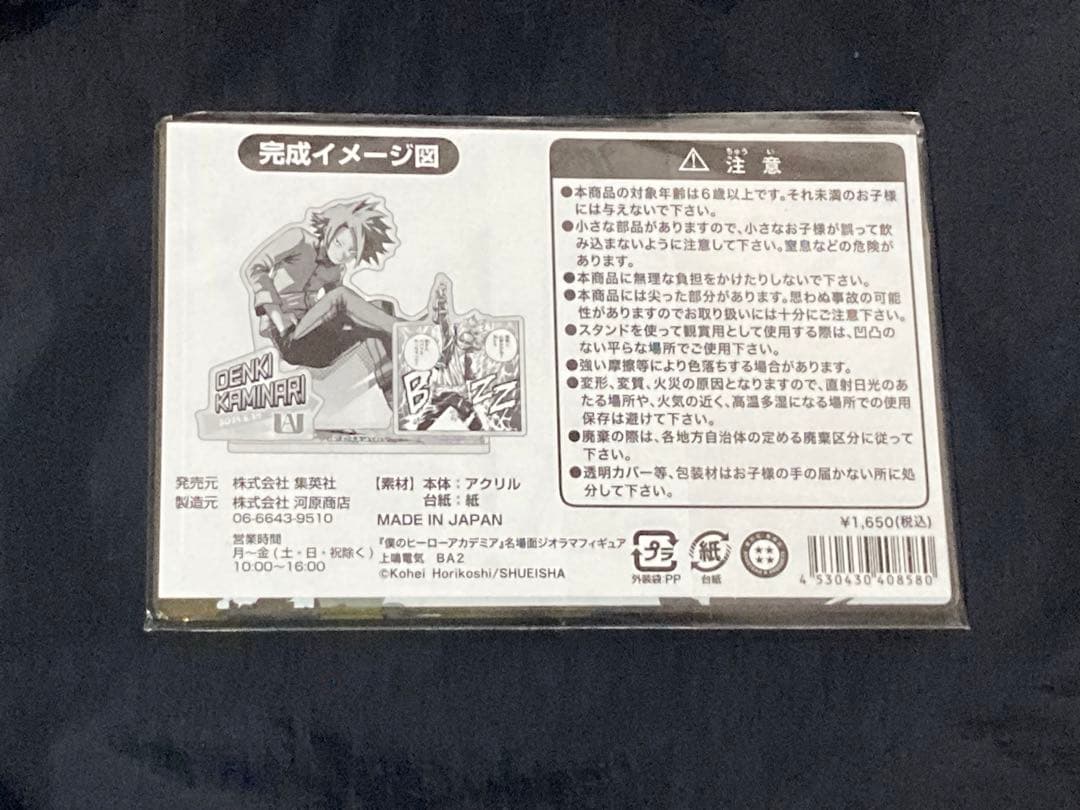 完成イメージ図
DENKI
KAMINARI
UA
B
ZZ
発売元 株式会社 集英社
製造元 株式会社 河原商店
06-6643-9510
営業時間
月〜金(土・日・祝除く)
10:00〜16:00
【素材】本体：アクリル
台紙：紙
MADE IN JAPAN
『僕のヒーローアカデミア』名場面ジオラマフィギュア
上鳴電気 BA2
©Kohei Horikoshi/SHUEISHA
ちゅう い
注 意
●本商品の対象年齢は6歳以上です。それ未満のお子様
には与えないで下さい。
●小さな部品がありますので、小さなお子様が誤って飲
み込まないように注意して下さい。窒息などの危険が
あります。
●本商品に無理な負担をかけたりしないで下さい。
●本商品には尖った部分があります。思わぬ事故の可能
性がありますのでお取り扱いには十分にご注意下さい。
●スタンドを使って観賞用として使用する際は、凹凸の
ない平らな場所でご使用下さい。
●強い摩擦等により色落ちする場合があります。
●変形、変質、火災の原因となりますので、直射日光のあ
たる場所や、火気の近く、高温多湿になる場所での使用
保存は避けて下さい。
●廃棄の際は、各地方自治体の定める廃棄区分に従って
下さい。
●透明カバー等、包装材はお子様の手の届かない所に処
分して下さい。
¥1,650(税込)
プラ
外装袋:PP
紙
台紙
4 530430 408580